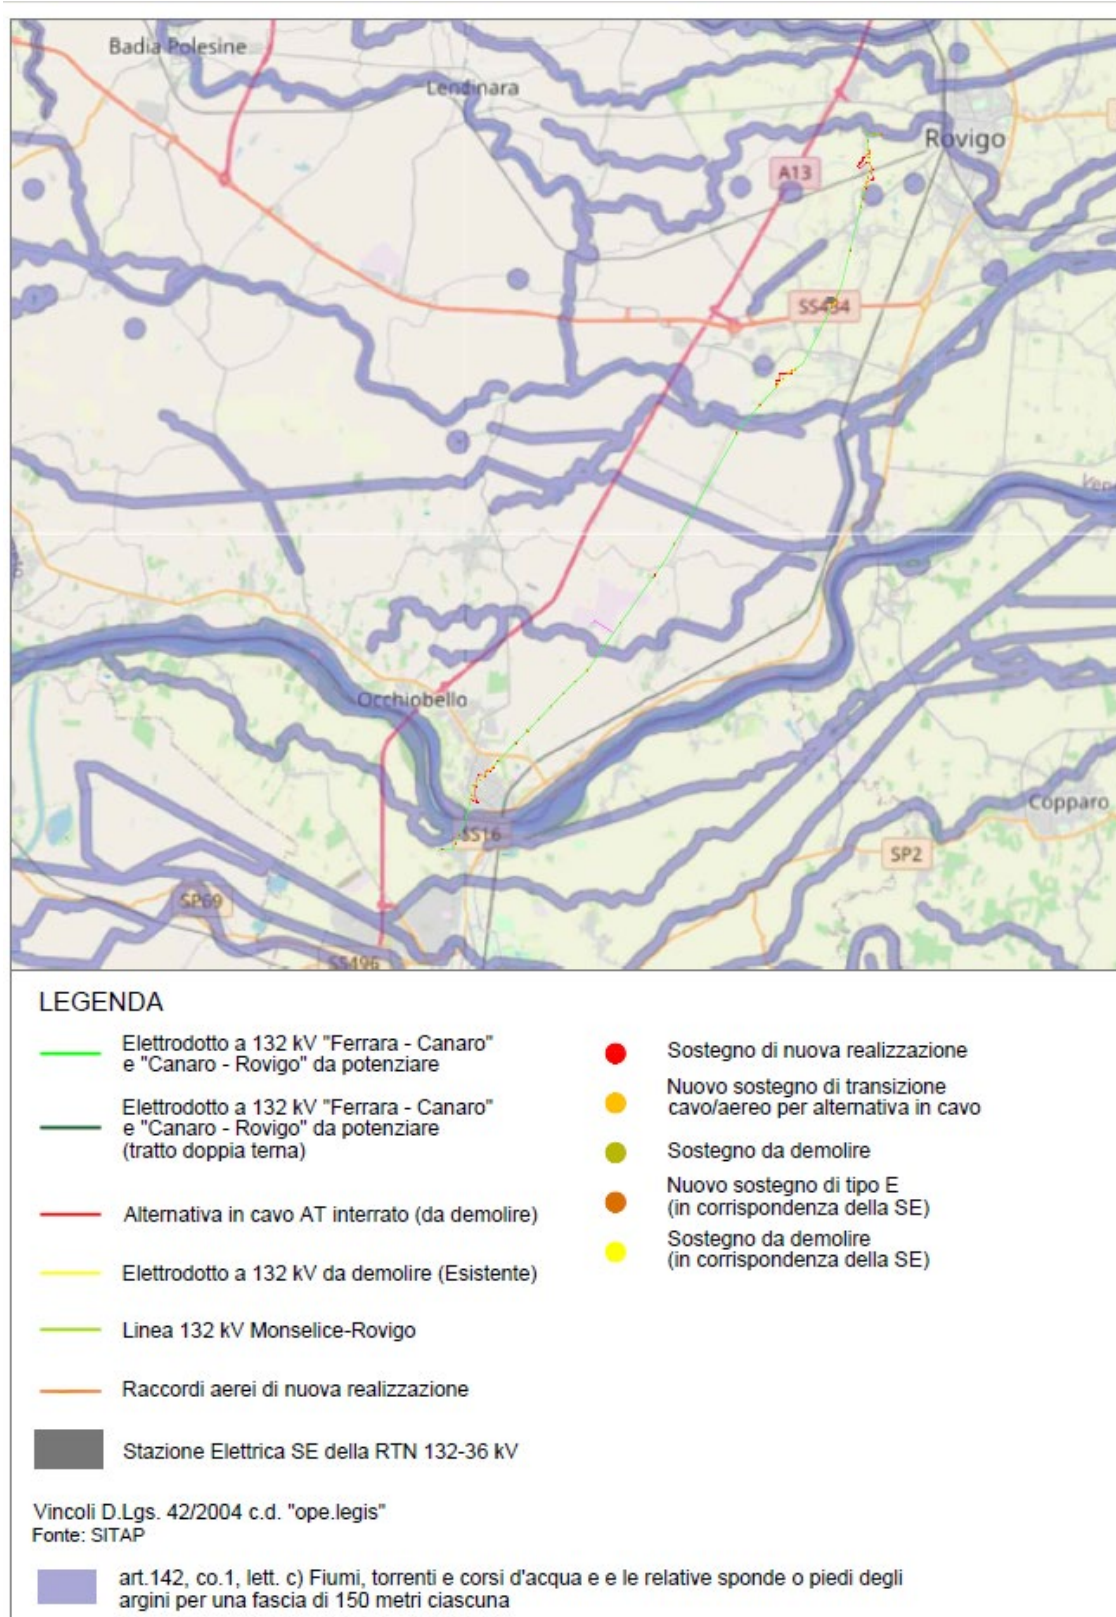 Badia Polesine
Lendinara
Rovigo
A13
SS434
Occhiobello
SS16
Copparo
SP2
SP69
SS496
LEGENDA
Elettrodotto a 132 kV "Ferrara - Canaro"
e "Canaro - Rovigo" da potenziare
Elettrodotto a 132 kV "Ferrara - Canaro"
e "Canaro - Rovigo" da potenziare
(tratto doppia terna)
Alternativa in cavo AT interrato (da demolire)
Elettrodotto a 132 kV da demolire (Esistente)
Linea 132 kV Monselice-Rovigo
Raccordi aerei di nuova realizzazione
Stazione Elettrica SE della RTN 132-36 kV
Sostegno di nuova realizzazione
Nuovo sostegno di transizione
cavo/aereo per alternativa in cavo
Sostegno da demolire
Nuovo sostegno di tipo E
(in corrispondenza della SE)
Sostegno da demolire
(in corrispondenza della SE)
Vincoli D.Lgs. 42/2004 c.d. "ope.legis"
Fonte: SITAP
art.142, co.1, lett. c) Fiumi, torrenti e corsi d'acqua e e le relative sponde o piedi degli
argini per una fascia di 150 metri ciascuna